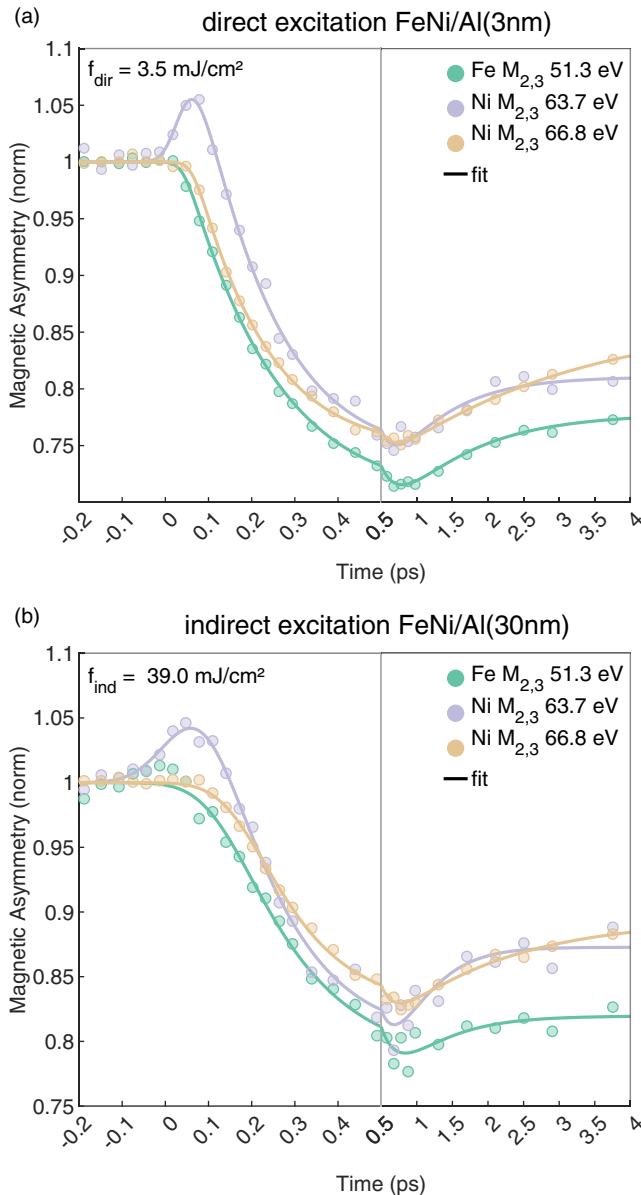 (a)
direct excitation FeNi/Al(3nm)
f_dir = 3.5 mJ/cm²
Fe M_2,3 51.3 eV
Ni M_2,3 63.7 eV
Ni M_2,3 66.8 eV
fit
Magnetic Asymmetry (norm)
1.1
1.05
1
0.95
0.9
0.85
0.8
0.75
-0.2
-0.1
0
0.1
0.2
0.3
0.4
0.5
0.5
1
1.5
2
2.5
3
3.5
4
Time (ps)
(b)
indirect excitation FeNi/Al(30nm)
f_ind = 39.0 mJ/cm²
Fe M_2,3 51.3 eV
Ni M_2,3 63.7 eV
Ni M_2,3 66.8 eV
fit
Magnetic Asymmetry (norm)
1.1
1.05
1
0.95
0.9
0.85
0.8
0.75
-0.2
-0.1
0
0.1
0.2
0.3
0.4
0.5
0.5
1
1.5
2
2.5
3
3.5
4
Time (ps)